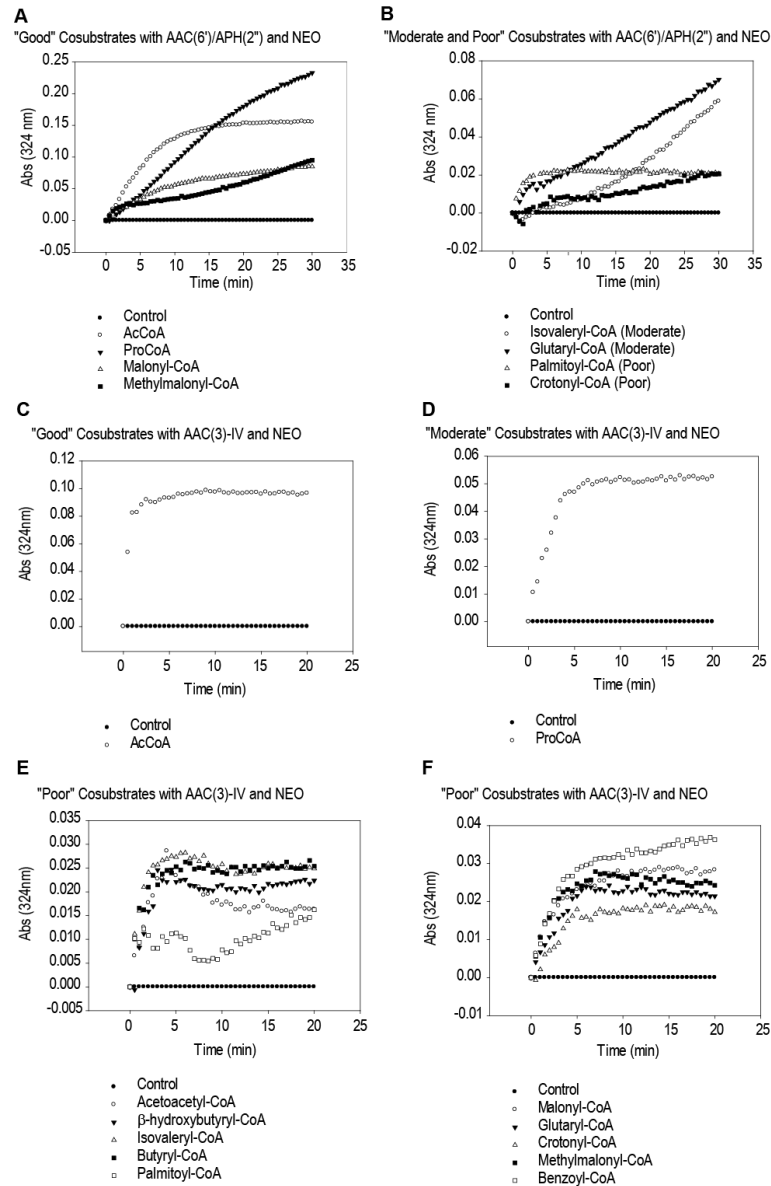 A
"Good" Cosubstrates with AAC(6')/APH(2") and NEO
0.25
0.20
0.15
0.10
0.05
0.00
-0.05
Abs (324 nm)
0 5 10 15 20 25 30 35
Time (min)
Control
AcCoA
ProCoA
Malonyl-CoA
Methylmalonyl-CoA
B
"Moderate and Poor" Cosubstrates with AAC(6')/APH(2") and NEO
0.08
0.06
0.04
0.02
0.00
-0.02
Abs (324 nm)
0 5 10 15 20 25 30 35
Time (min)
Control
Isovaleryl-CoA (Moderate)
Glutaryl-CoA (Moderate)
Palmitoyl-CoA (Poor)
Crotonyl-CoA (Poor)
C
"Good" Cosubstrates with AAC(3)-IV and NEO
0.12
0.10
0.08
0.06
0.04
0.02
0.00
Abs (324nm)
0 5 10 15 20 25
Time (min)
Control
AcCoA
D
"Moderate" Cosubstrates with AAC(3)-IV and NEO
0.06
0.05
0.04
0.03
0.02
0.01
0.00
Abs (324nm)
0 5 10 15 20 25
Time (min)
Control
ProCoA
E
"Poor" Cosubstrates with AAC(3)-IV and NEO
0.035
0.030
0.025
0.020
0.015
0.010
0.005
0.000
-0.005
Abs (324nm)
0 5 10 15 20 25
Time (min)
Control
Acetoacetyl-CoA
β-hydroxybutyryl-CoA
Isovaleryl-CoA
Butyryl-CoA
Palmitoyl-CoA
F
"Poor" Cosubstrates with AAC(3)-IV and NEO
0.04
0.03
0.02
0.01
0.00
-0.01
Abs (324nm)
0 5 10 15 20 25
Time (min)
Control
Malonyl-CoA
Glutaryl-CoA
Crotonyl-CoA
Methylmalonyl-CoA
Benzoyl-CoA